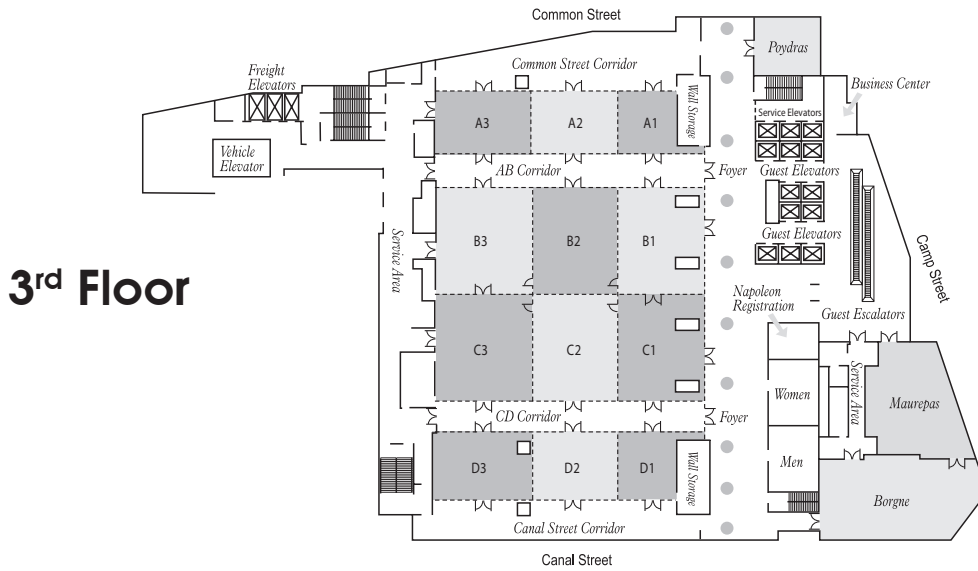 Common Street
Poydras
Common Street Corridor
Freight
Elevators
Business Center
Wall Storage
Service Elevators
A3
A2
A1
Vehicle
Elevator
AB Corridor
Foyer
Guest Elevators
Service Area
B3
B2
B1
Guest Elevators
Camp Street
3rd Floor
Napoleon
Registration
Guest Escalators
C3
C2
C1
Women
Service Area
Maurepas
CD Corridor
Foyer
D3
D2
D1
Wall Storage
Men
Borgne
Canal Street Corridor
Canal Street